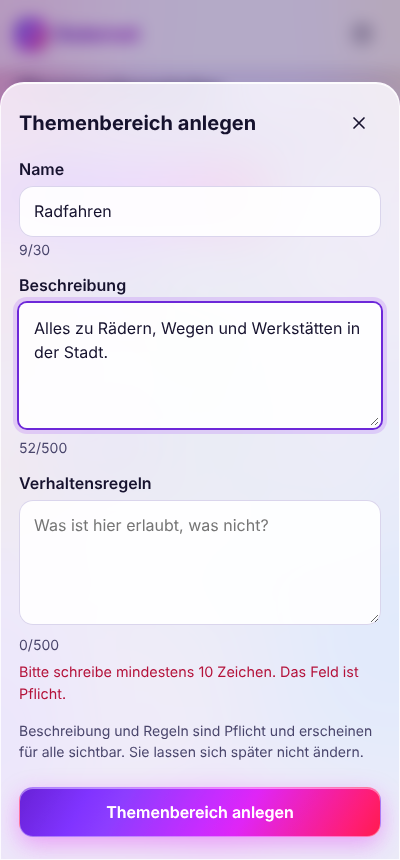 Themenbereich anlegen
Name
Radfahren
9/30
Beschreibung
Alles zu Rädern, Wegen und Werkstätten in
der Stadt.
52/500
Verhaltensregeln
Was ist hier erlaubt, was nicht?
0/500
Bitte schreibe mindestens 10 Zeichen. Das Feld ist
Pflicht.
Beschreibung und Regeln sind Pflicht und erscheinen
für alle sichtbar. Sie lassen sich später nicht ändern.
Themenbereich anlegen